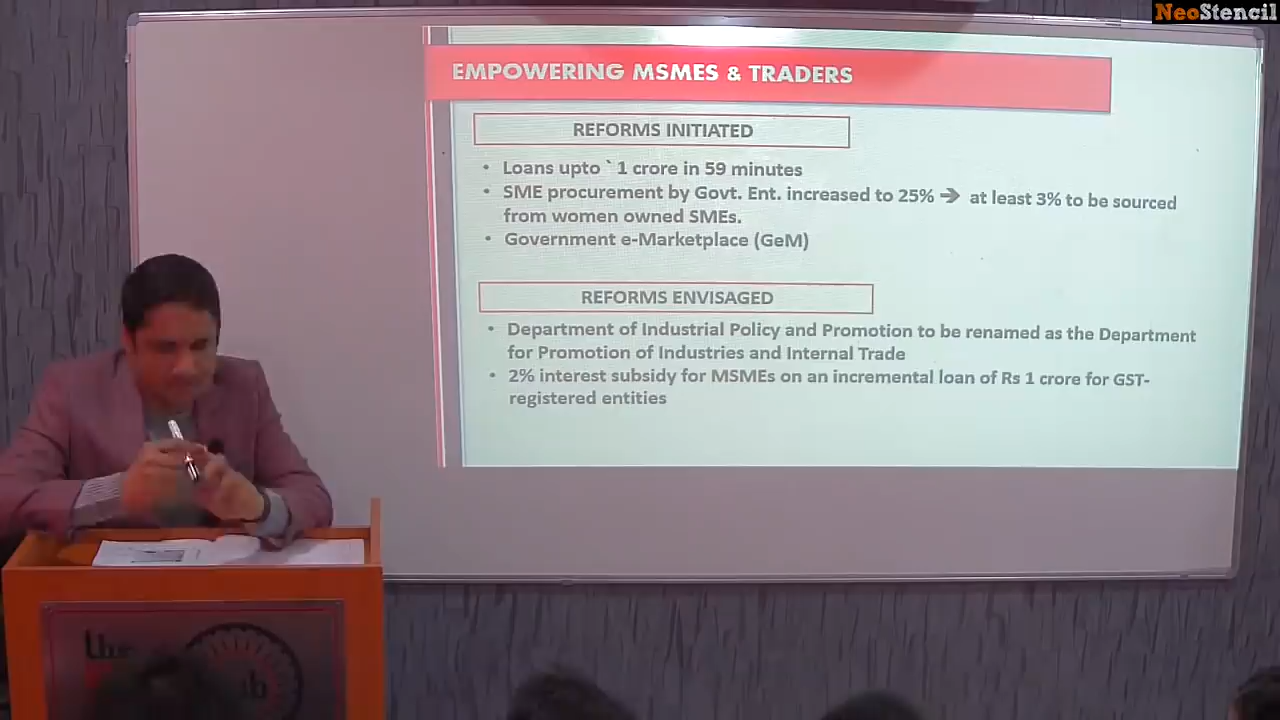 NeoStencil
EMPOWERING MSMES & TRADERS
REFORMS INITIATED
• Loans upto ` 1 crore in 59 minutes
• SME procurement by Govt. Ent. increased to 25% ➔ at least 3% to be sourced
from women owned SMEs.
• Government e-Marketplace (GeM)
REFORMS ENVISAGED
• Department of Industrial Policy and Promotion to be renamed as the Department
for Promotion of Industries and Internal Trade
• 2% interest subsidy for MSMEs on an incremental loan of Rs 1 crore for GST-
registered entities
the